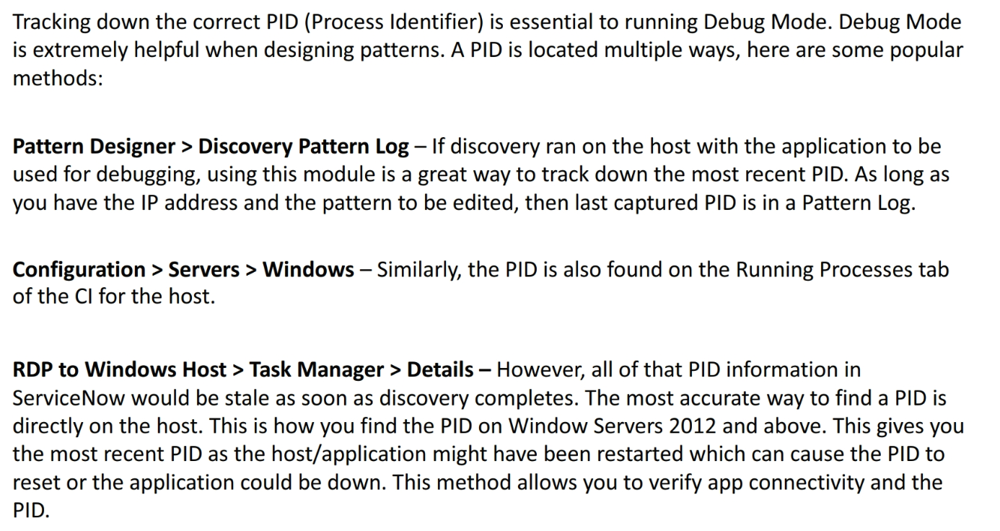 Tracking down the correct PID (Process Identifier) is essential to running Debug Mode. Debug Mode
is extremely helpful when designing patterns. A PID is located multiple ways, here are some popular
methods:
Pattern Designer > Discovery Pattern Log – If discovery ran on the host with the application to be
used for debugging, using this module is a great way to track down the most recent PID. As long as
you have the IP address and the pattern to be edited, then last captured PID is in a Pattern Log.
Configuration > Servers > Windows – Similarly, the PID is also found on the Running Processes tab
of the CI for the host.
RDP to Windows Host > Task Manager > Details – However, all of that PID information in
ServiceNow would be stale as soon as discovery completes. The most accurate way to find a PID is
directly on the host. This is how you find the PID on Window Servers 2012 and above. This gives you
the most recent PID as the host/application might have been restarted which can cause the PID to
reset or the application could be down. This method allows you to verify app connectivity and the
PID.